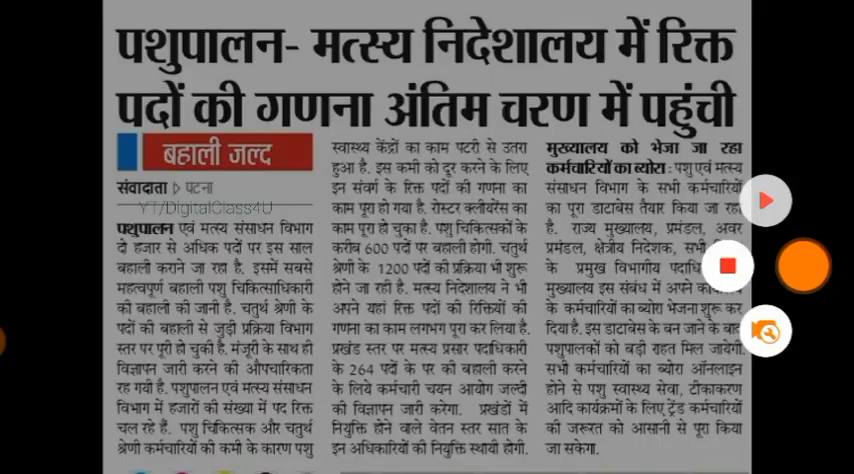 पशुपालन- मत्स्य निदेशालय में रिक्त
पदों की गणना अंतिम चरण में पहुंची
बहाली जल्द
संवाददाता ▷ पटना
YT/DigitalClass4U
पशुपालन एवं मत्स्य संसाधन विभाग
दो हजार से अधिक पदों पर इस साल
बहाली कराने जा रहा है. इसमें सबसे
महत्वपूर्ण बहाली पशु चिकित्साधिकारी
की बहाली की जानी है. चतुर्थ श्रेणी के
पदों की बहाली से जुड़ी प्रक्रिया विभाग
स्तर पर पूरी हो चुकी है. मंजूरी के साथ ही
विज्ञापन जारी करने की औपचारिकता
रह गयी है. पशुपालन एवं मत्स्य संसाधन
विभाग में हजारों की संख्या में पद रिक्त
चल रहे हैं. पशु चिकित्सक और चतुर्थ
श्रेणी कर्मचारियों की कमी के कारण पशु
स्वास्थ्य केंद्रों का काम पटरी से उतरा
हुआ है. इस कमी को दूर करने के लिए
इन संवर्ग के रिक्त पदों की गणना का
काम पूरा हो गया है. रोस्टर क्लीयरेंस का
काम पूरा हो चुका है. पशु चिकित्सकों के
करीब 600 पदों पर बहाली होगी. चतुर्थ
श्रेणी के 1200 पदों की प्रक्रिया भी शुरू
होने जा रही है. मत्स्य निदेशालय ने भी
अपने यहां रिक्त पदों की रिक्तियों की
गणना का काम लगभग पूरा कर लिया है.
प्रखंड स्तर पर मत्स्य प्रसार पदाधिकारी
के 264 पदों के पर की बहाली करने
के लिये कर्मचारी चयन आयोग जल्दी
की विज्ञापन जारी करेगा. प्रखंडों में
नियुक्ति होने वाले वेतन स्तर सात के
इन अधिकारियों की नियुक्ति स्थायी होगी.
मुख्यालय को भेजा जा रहा
कर्मचारियों का ब्योरा : पशु एवं मत्स्य
संसाधन विभाग के सभी कर्मचारियों
का पूरा डाटाबेस तैयार किया जा रहा
है. राज्य मुख्यालय, प्रमंडल, अवर
प्रमंडल, क्षेत्रीय निदेशक, सभी
के प्रमुख विभागीय
मुख्यालय इस संबंध में अपने
के कर्मचारियों का ब्योरा भेजना शुरू कर
दिया है. इस डाटाबेस के बन जाने के बाद
पशुपालकों को बड़ी राहत मिल जायेगी.
सभी कर्मचारियों का ब्योरा ऑनलाइन
होने से पशु स्वास्थ्य सेवा, टीकाकरण
आदि कार्यक्रमों के लिए ट्रेंड कर्मचारियों
की जरूरत को आसानी से पूरा किया
जा सकेगा.